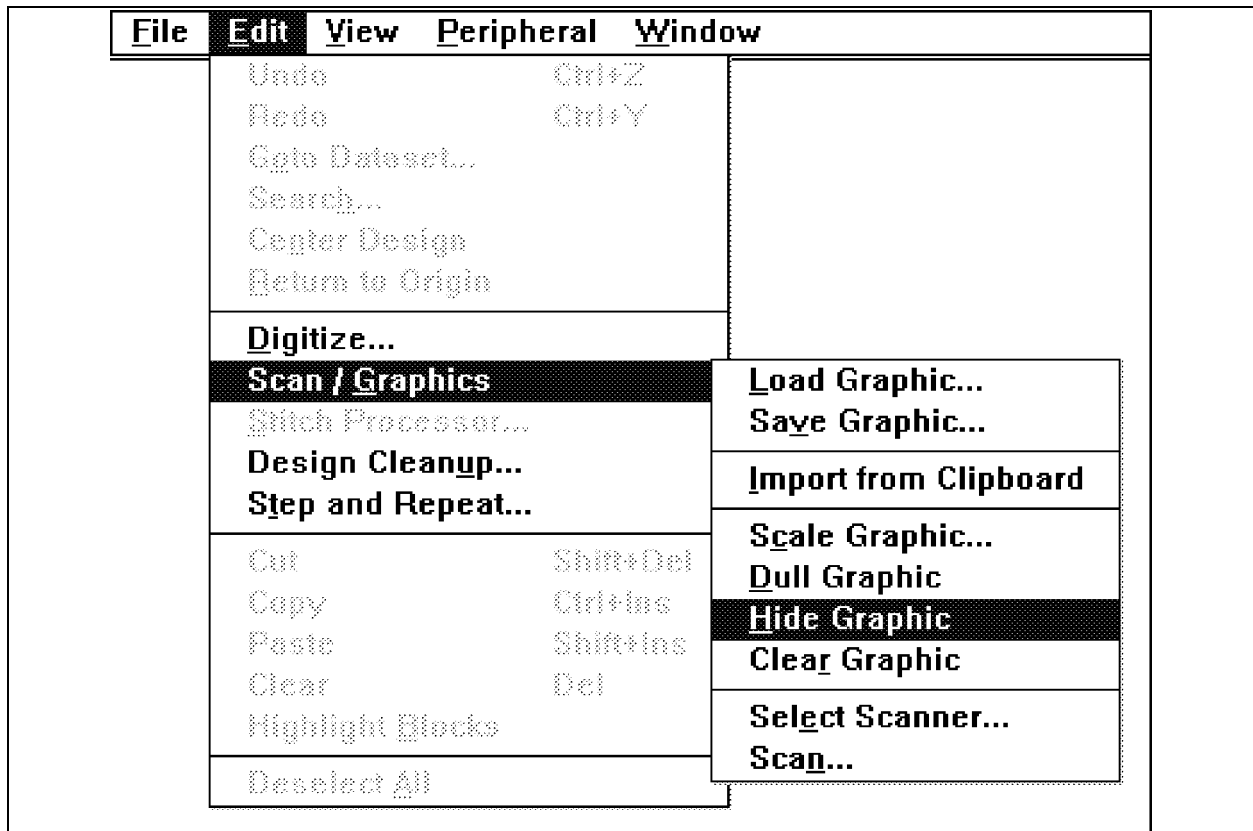 File Edit View Peripheral Window
Undo Ctrl+Z
Redo Ctrl+Y
Goto Dataset...
Search...
Center Design
Return to Origin
Digitize...
Scan / Graphics
Stitch Processor...
Design Cleanup...
Step and Repeat...
Cut Shift+Del
Copy Ctrl+Ins
Paste Shift+Ins
Clear Del
Highlight Blocks
Deselect All
Load Graphic...
Save Graphic...
Import from Clipboard
Scale Graphic...
Dull Graphic
Hide Graphic
Clear Graphic
Select Scanner...
Scan...